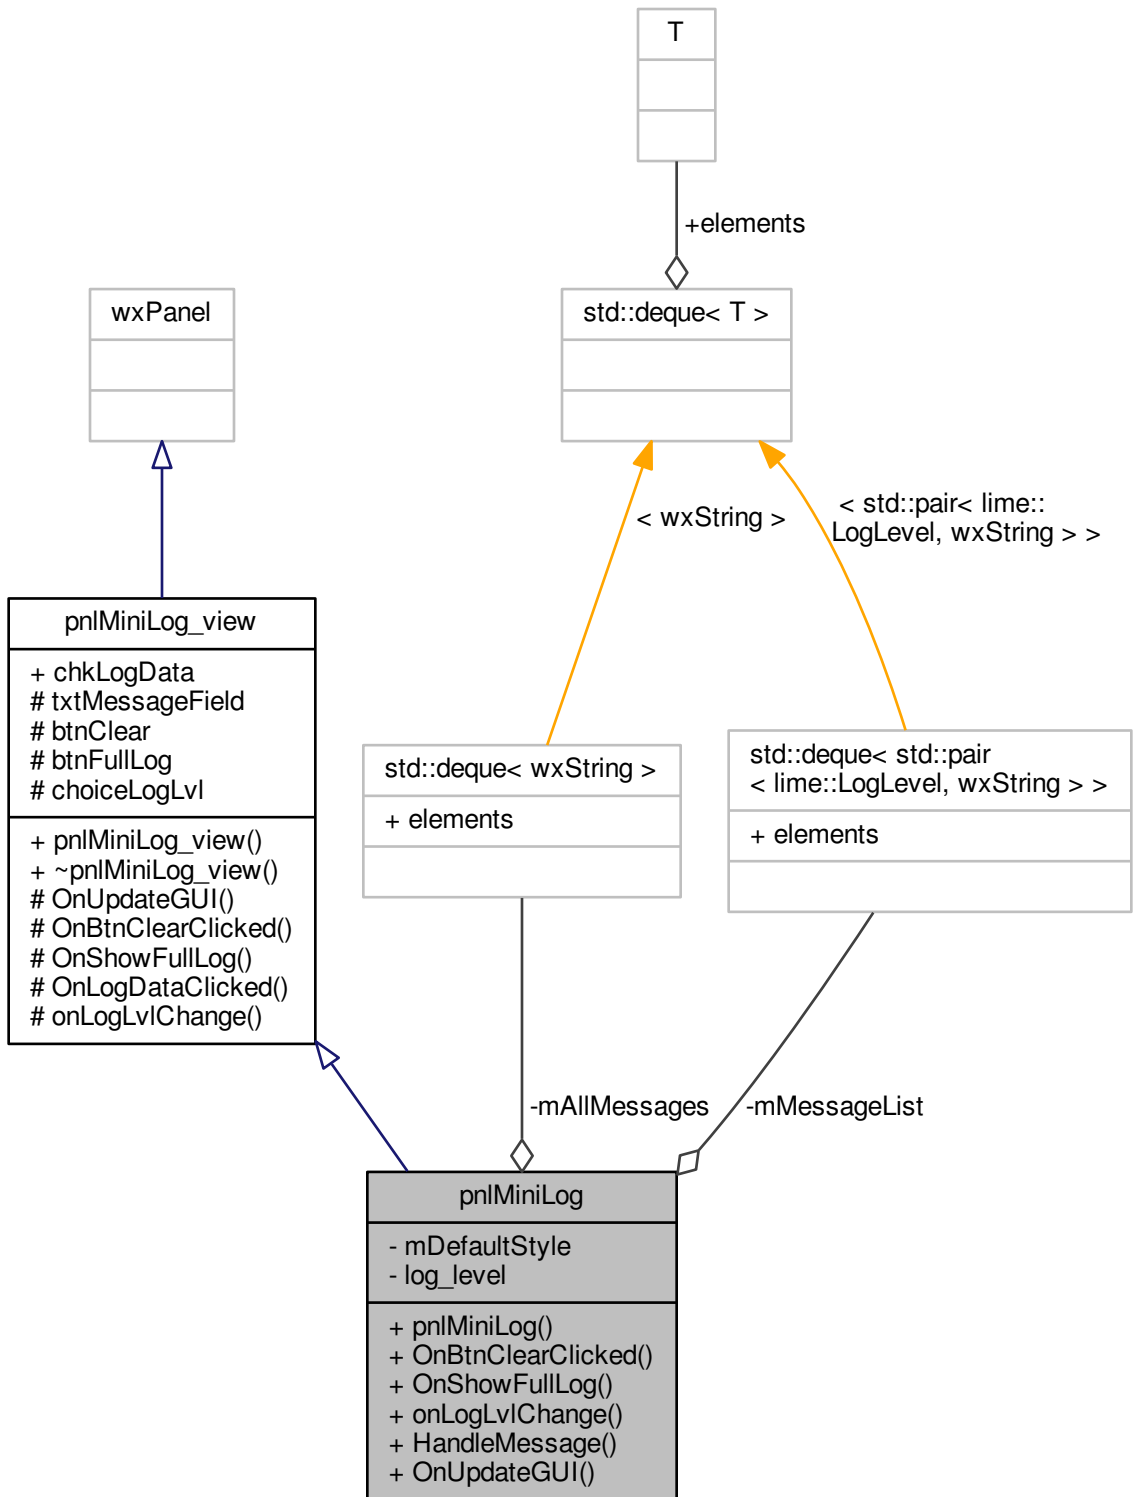 T
+elements
wxPanel
std::deque< T >
< wxString >
< std::pair< lime::
LogLevel, wxString > >
pnlMiniLog_view
+ chkLogData
# txtMessageField
# btnClear
# btnFullLog
# choiceLogLvl
+ pnlMiniLog_view()
+ ~pnlMiniLog_view()
# OnUpdateGUI()
# OnBtnClearClicked()
# OnShowFullLog()
# OnLogDataClicked()
# onLogLvlChange()
std::deque< wxString >
+ elements
std::deque< std::pair
< lime::LogLevel, wxString > >
+ elements
-mAllMessages
-mMessageList
pnlMiniLog
- mDefaultStyle
- log_level
+ pnlMiniLog()
+ OnBtnClearClicked()
+ OnShowFullLog()
+ onLogLvlChange()
+ HandleMessage()
+ OnUpdateGUI()